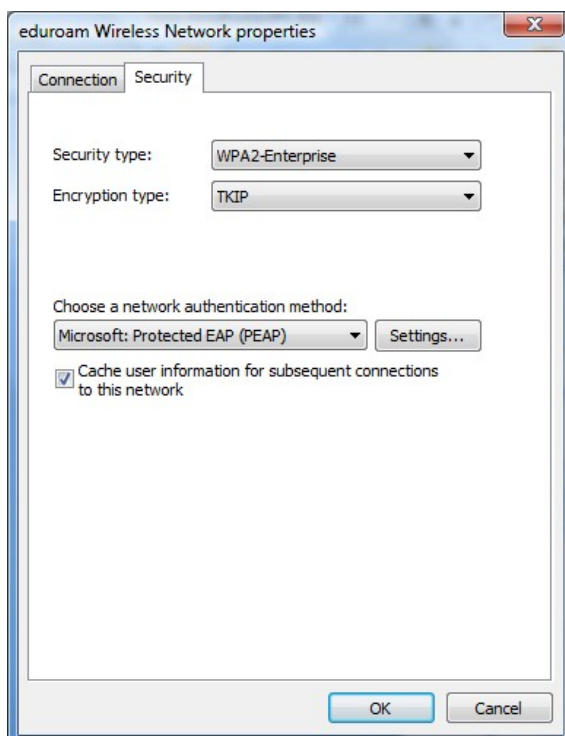 eduroam Wireless Network properties
Connection
Security
Security type:
WPA2-Enterprise
Encryption type:
TKIP
Choose a network authentication method:
Microsoft: Protected EAP (PEAP)
Settings...
Cache user information for subsequent connections
to this network
OK
Cancel